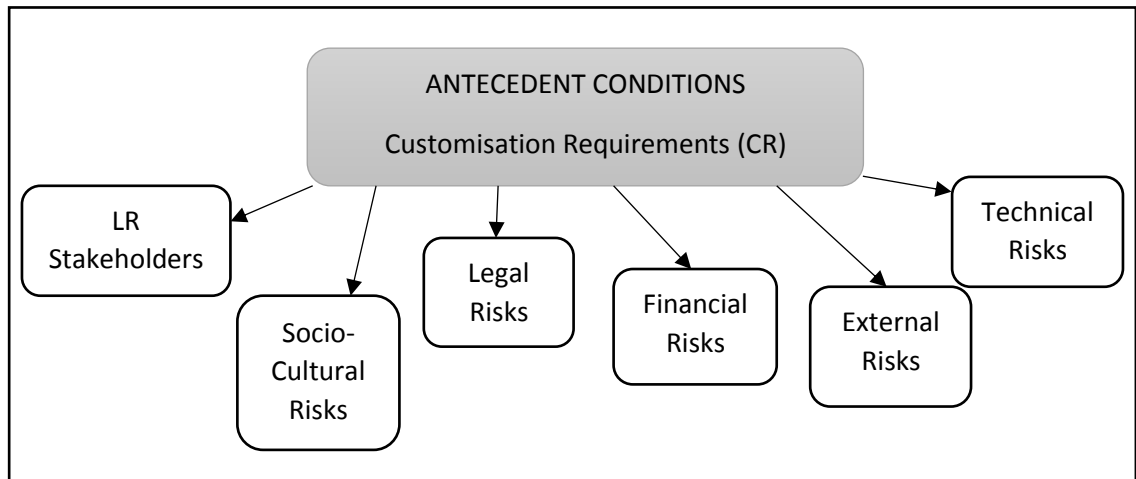 ANTECEDENT CONDITIONS
Customisation Requirements (CR)
LR
Stakeholders
Socio-
Cultural
Risks
Legal
Risks
Financial
Risks
External
Risks
Technical
Risks